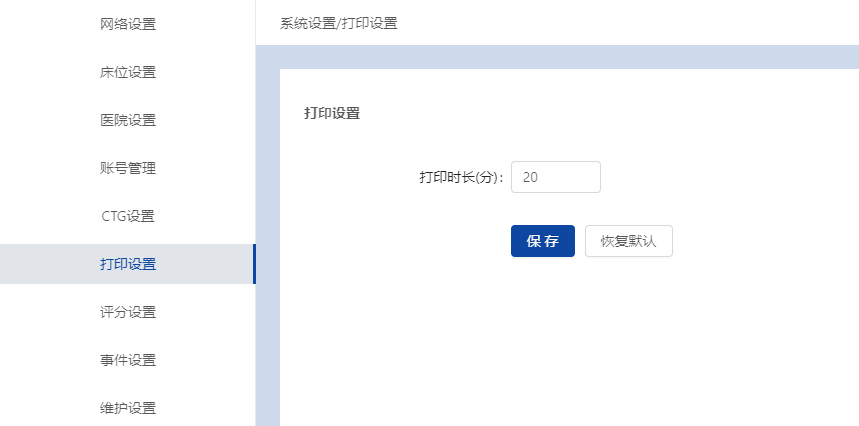 网络设置
床位设置
医院设置
账号管理
CTG设置
打印设置
评分设置
事件设置
维护设置
系统设置/打印设置
打印设置
打印时长(分)： 20
保 存 恢复默认